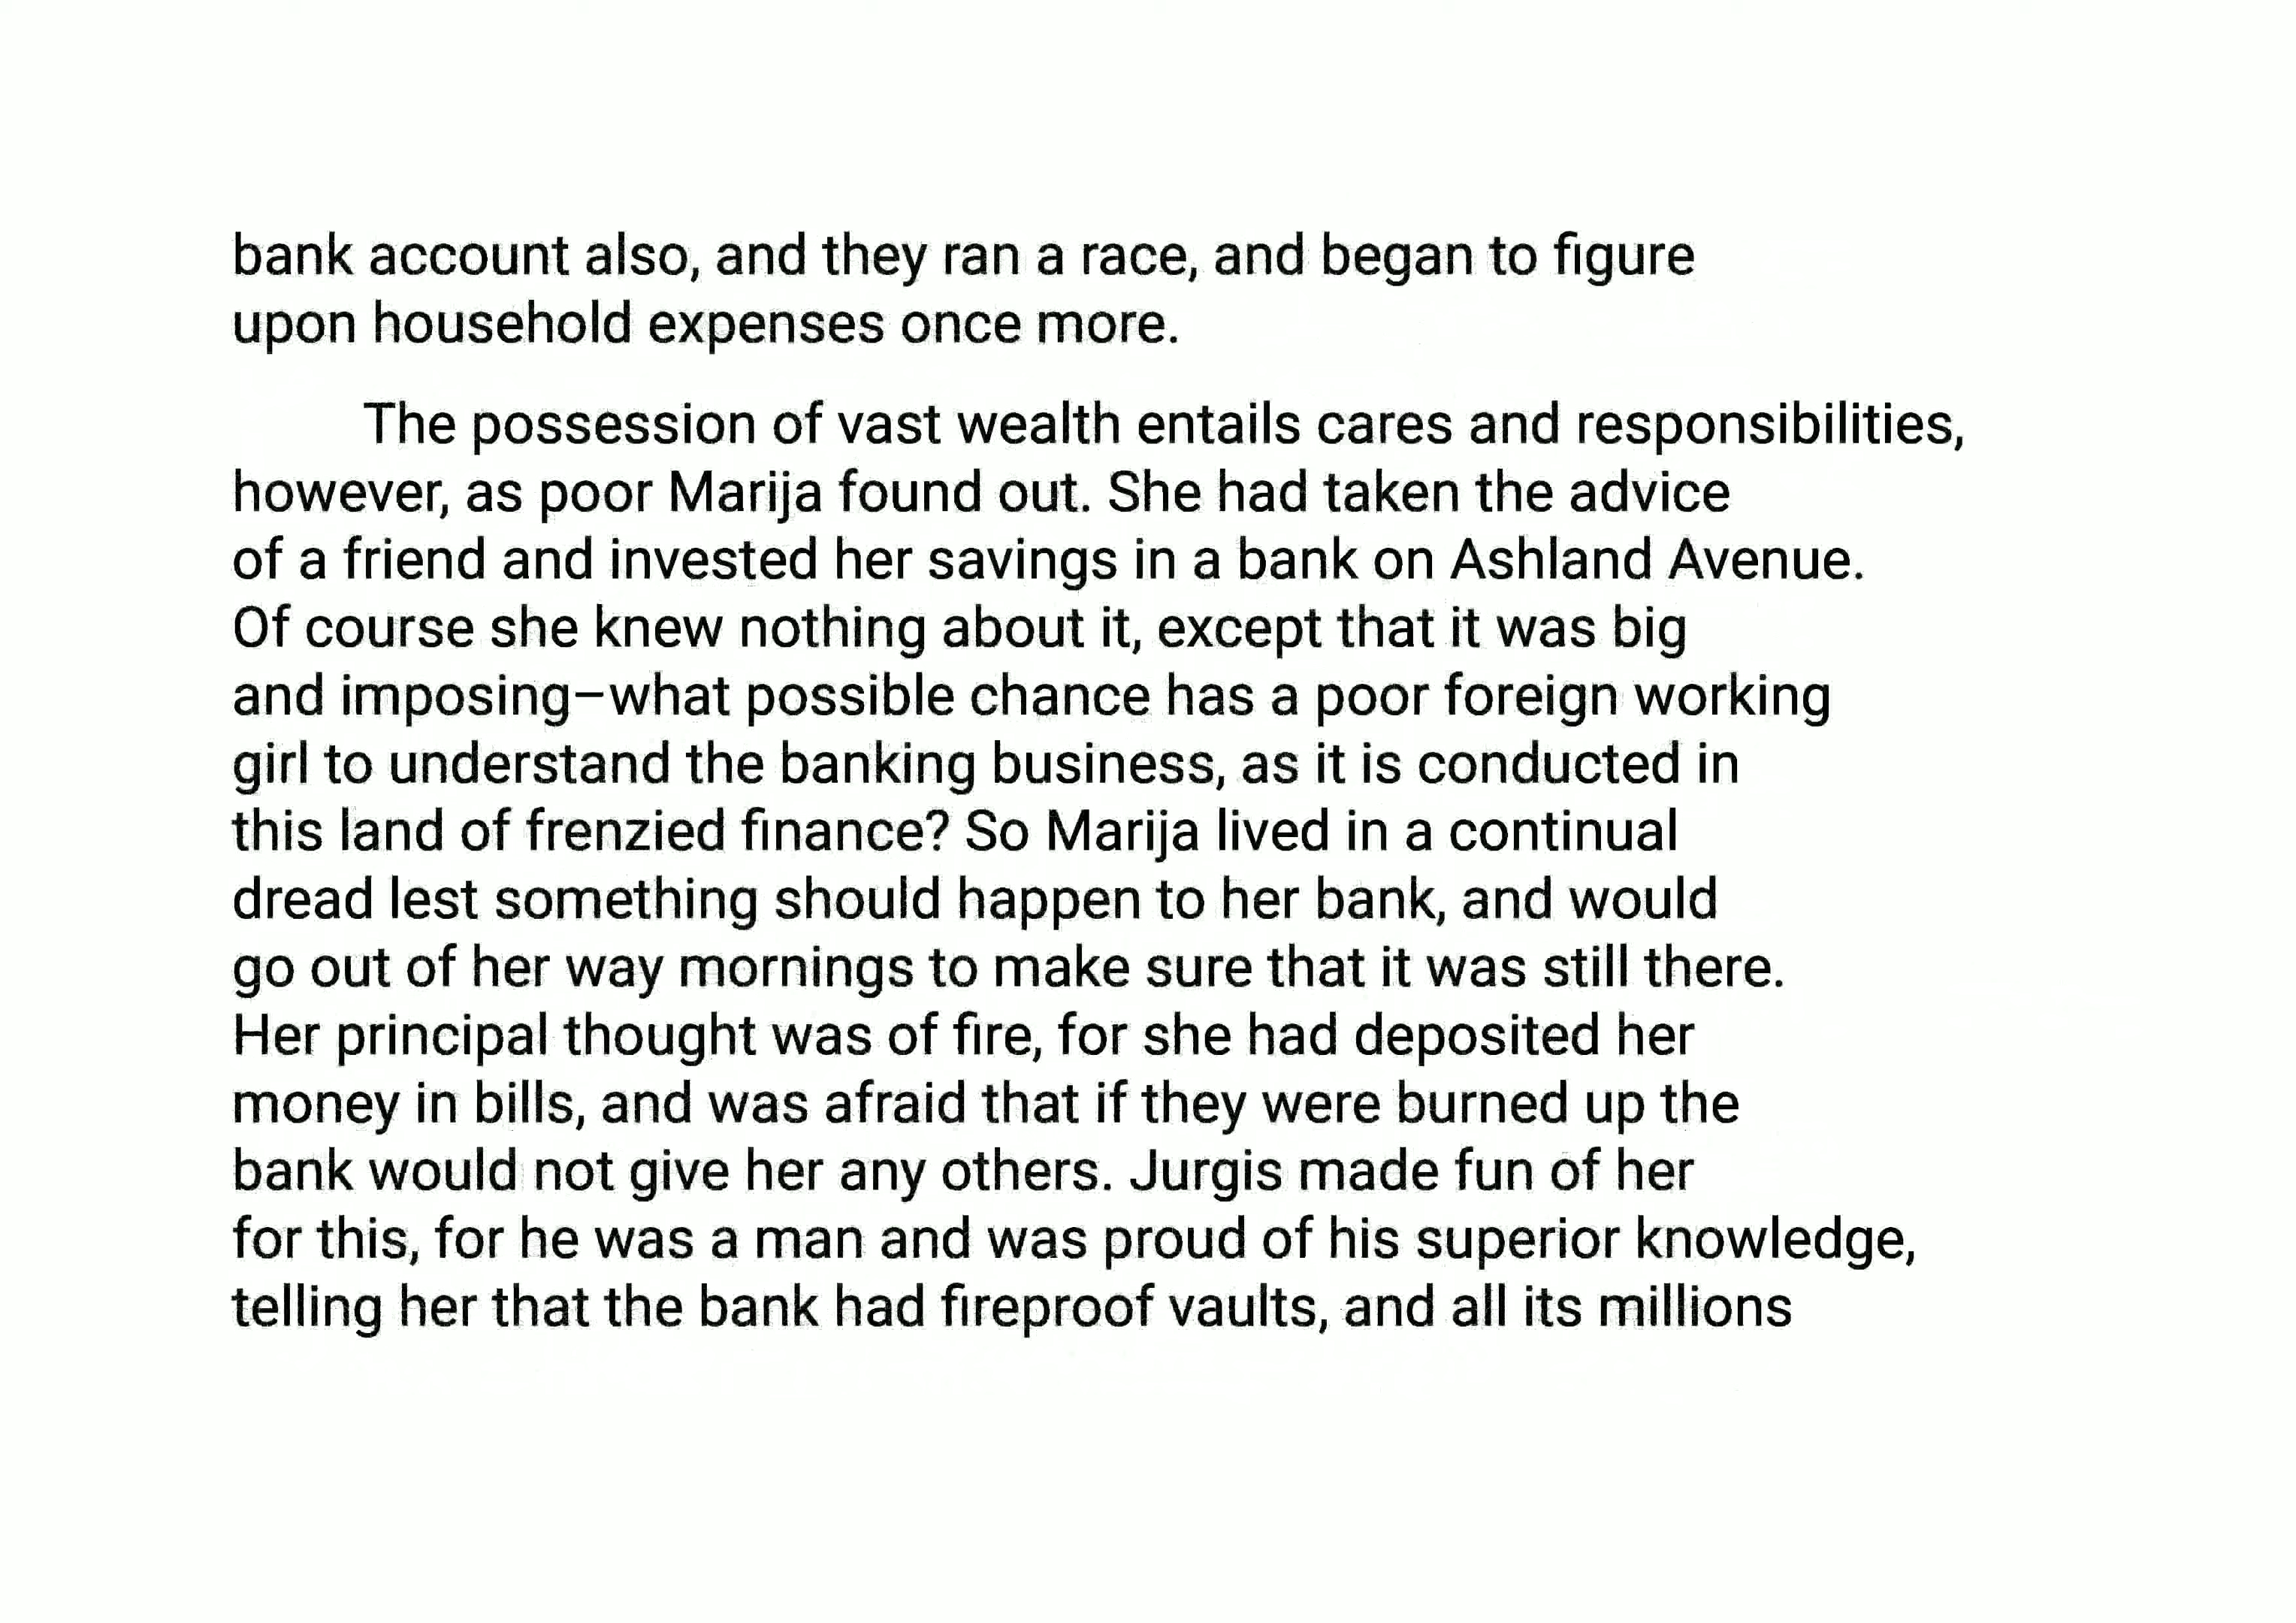 bank account also, and they ran a race, and began to figure
upon household expenses once more.
The possession of vast wealth entails cares and responsibilities,
however, as poor Marija found out. She had taken the advice
of a friend and invested her savings in a bank on Ashland Avenue.
Of course she knew nothing about it, except that it was big
and imposing—what possible chance has a poor foreign working
girl to understand the banking business, as it is conducted in
this land of frenzied finance? So Marija lived in a continual
dread lest something should happen to her bank, and would
go out of her way mornings to make sure that it was still there.
Her principal thought was of fire, for she had deposited her
money in bills, and was afraid that if they were burned up the
bank would not give her any others. Jurgis made fun of her
for this, for he was a man and was proud of his superior knowledge,
telling her that the bank had fireproof vaults, and all its millions